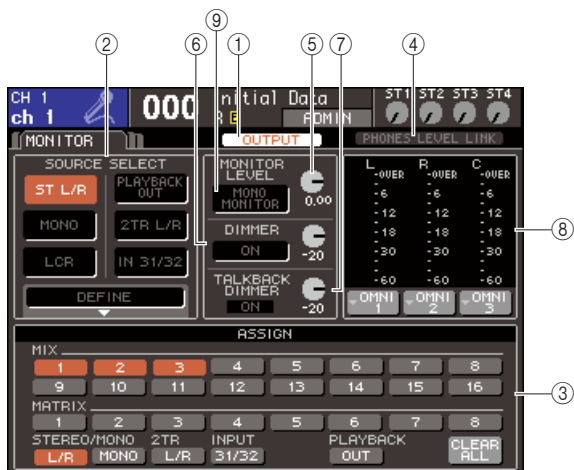 ② ⑥ ⑨ ① ⑤ ⑦ ④
CH 1
ch 1
000
Initial Data
R E
ADMIN
ST1 ST2 ST3 ST4
MONITOR
OUTPUT
PHONES LEVEL LINK
SOURCE SELECT
ST L/R
PLAYBACK OUT
MONO
2TR L/R
LCR
IN 31/32
DEFINE
MONITOR LEVEL
MONO MONITOR
0.00
DIMMER
ON
-20
TALKBACK DIMMER
ON
-20
L R C
-OVER -OVER -OVER
-6 -6 -6
-12 -12 -12
-18 -18 -18
-30 -30 -30
-60 -60 -60
OMNI 1 OMNI 2 OMNI 3
⑧
ASSIGN
MIX
1 2 3 4 5 6 7 8
9 10 11 12 13 14 15 16
③
MATRIX
1 2 3 4 5 6 7 8
STEREO/MONO 2TR INPUT PLAYBACK
L/R MONO L/R 31/32 OUT CLEAR ALL